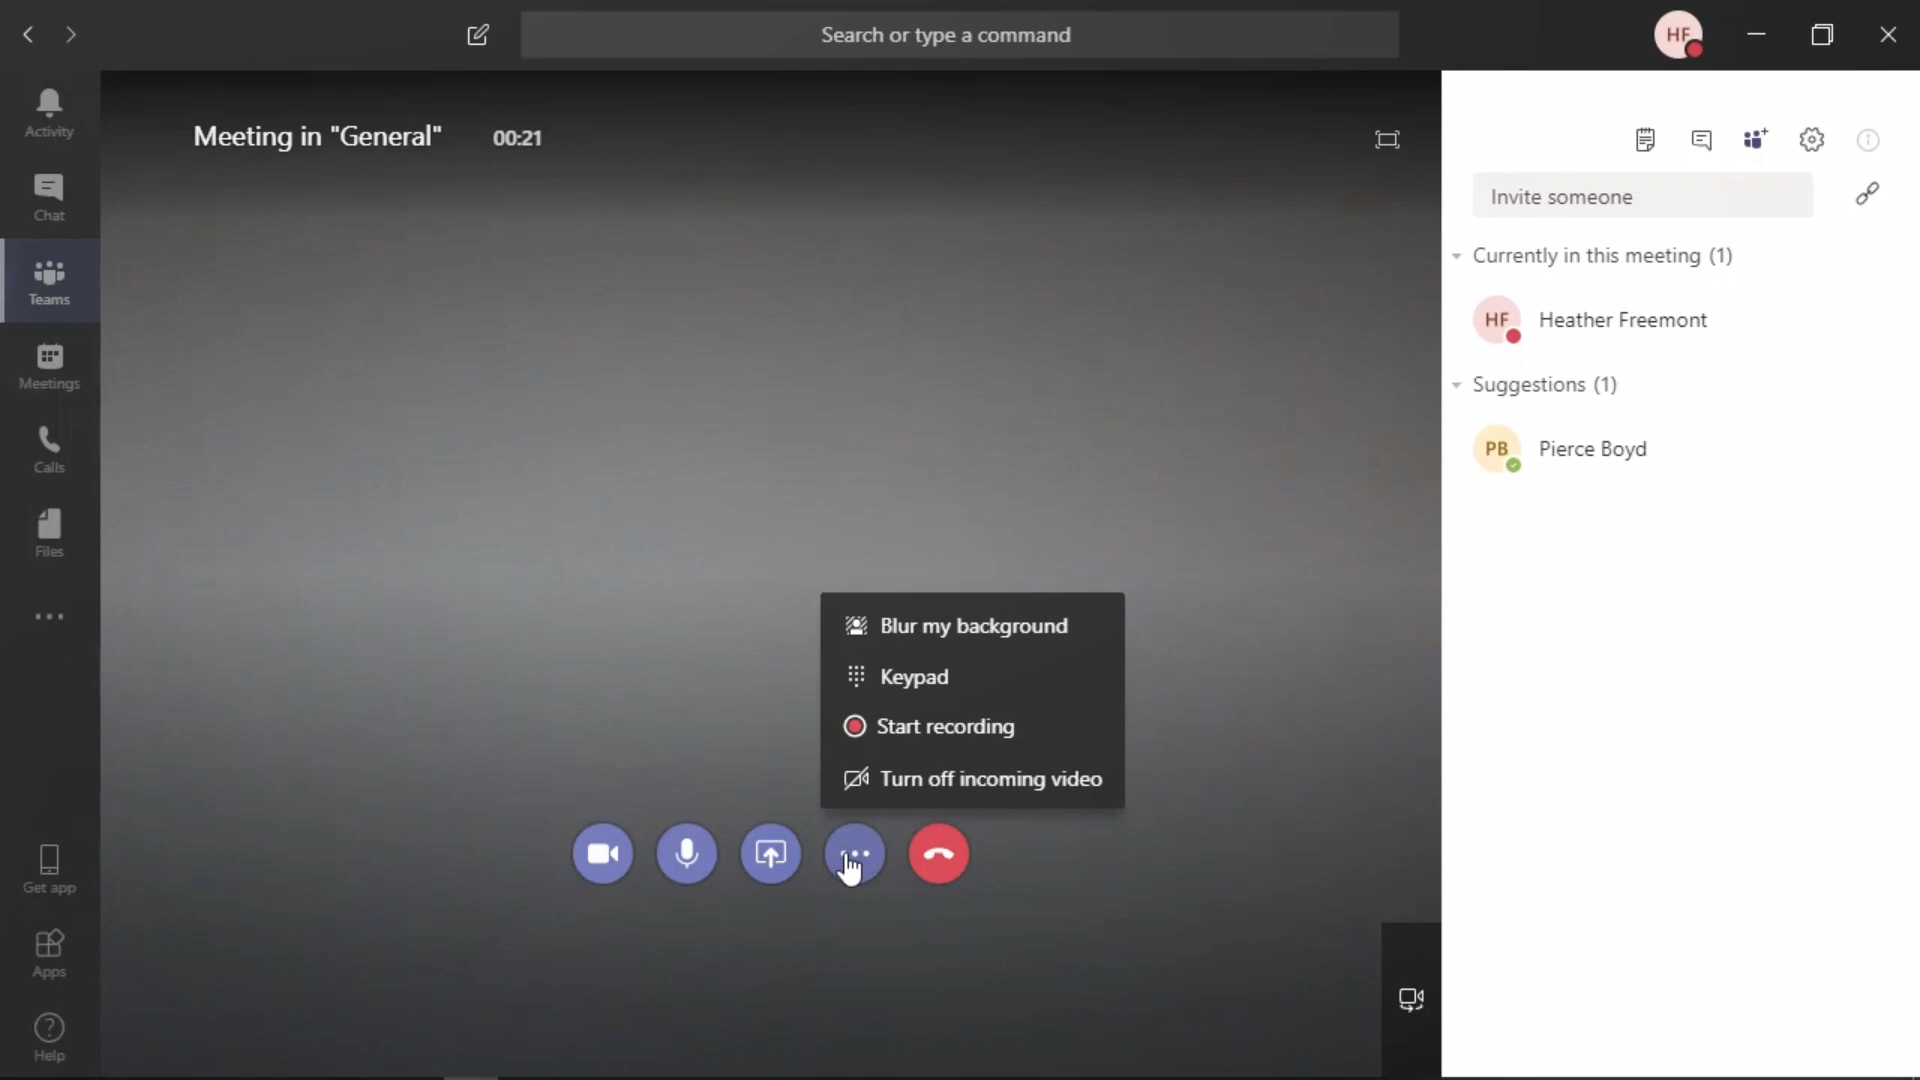 Search or type a command
HF
Activity
Chat
Teams
Meetings
Calls
Files
Get app
Apps
Help
Meeting in "General" 00:21
Blur my background
Keypad
Start recording
Turn off incoming video
Invite someone
Currently in this meeting (1)
HF Heather Freemont
Suggestions (1)
PB Pierce Boyd